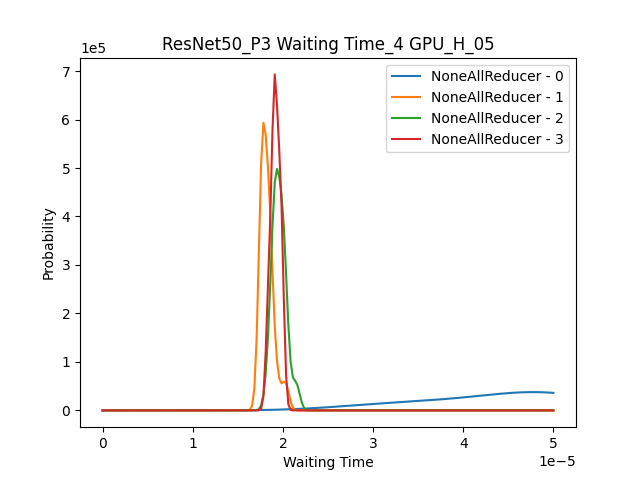 ResNet50_P3 Waiting Time_4 GPU_H_05
1e5
NoneAllReducer - 0
NoneAllReducer - 1
NoneAllReducer - 2
NoneAllReducer - 3
7
6
5
4
3
2
1
0
Probability
0 1 2 3 4 5
1e−5
Waiting Time